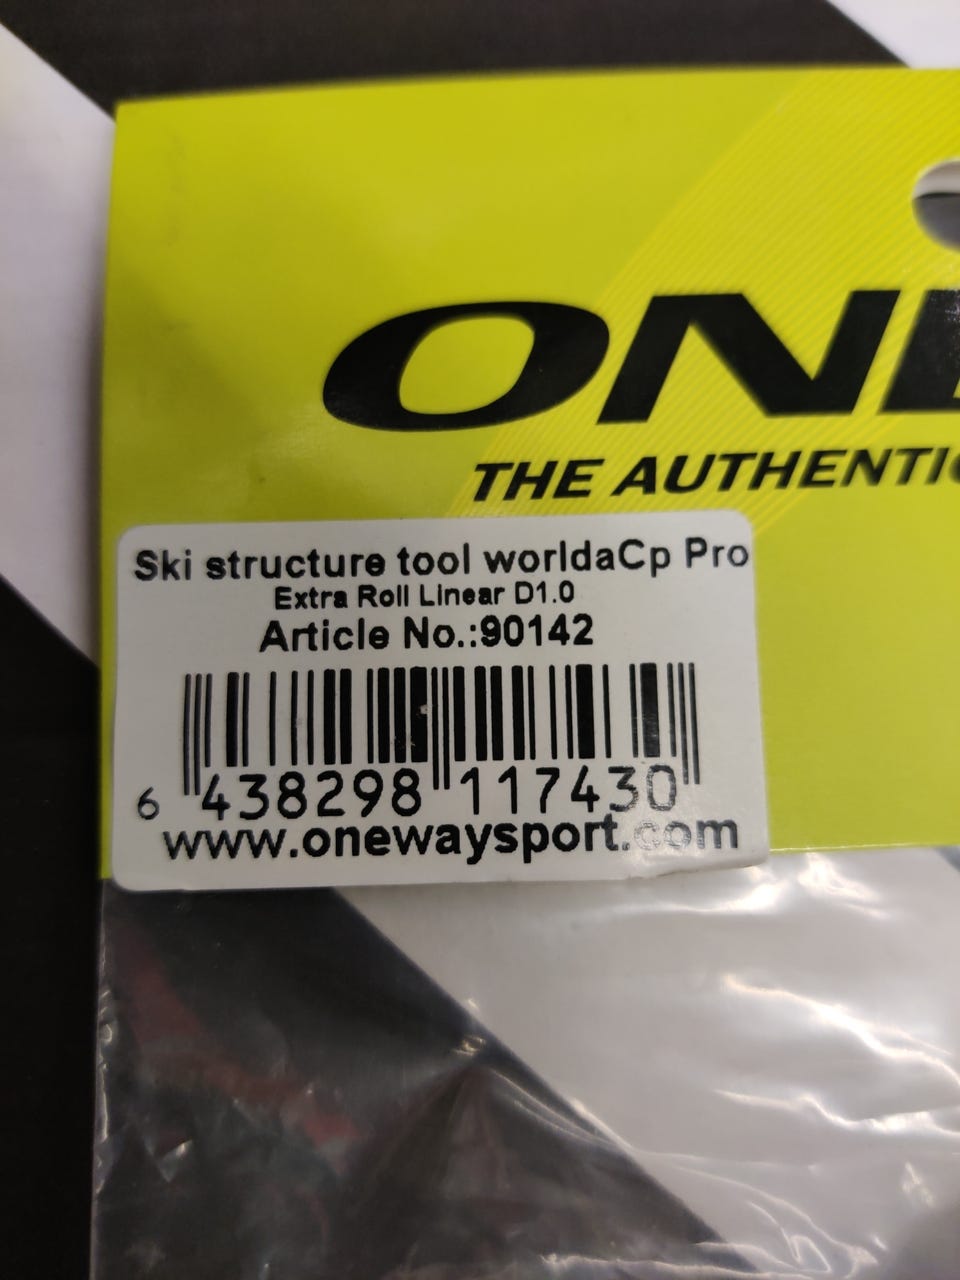 ONE
THE AUTHENTIC
Ski structure tool worldaCp Pro
Extra Roll Linear D1.0
Article No.:90142
6 438298 117430
www.onewaysport.com